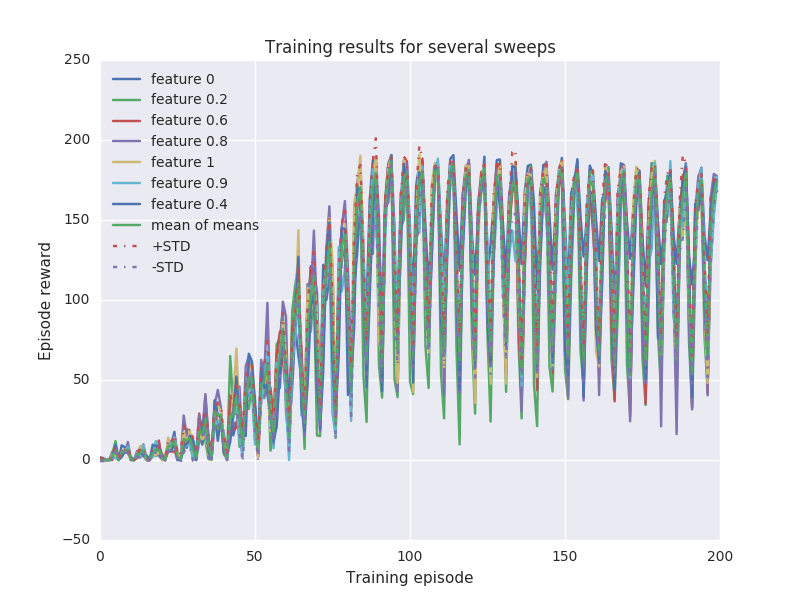 Training results for several sweeps
250
200
150
100
50
0
−50
Episode reward
feature 0
feature 0.2
feature 0.6
feature 0.8
feature 1
feature 0.9
feature 0.4
mean of means
+STD
-STD
0 50 100 150 200
Training episode